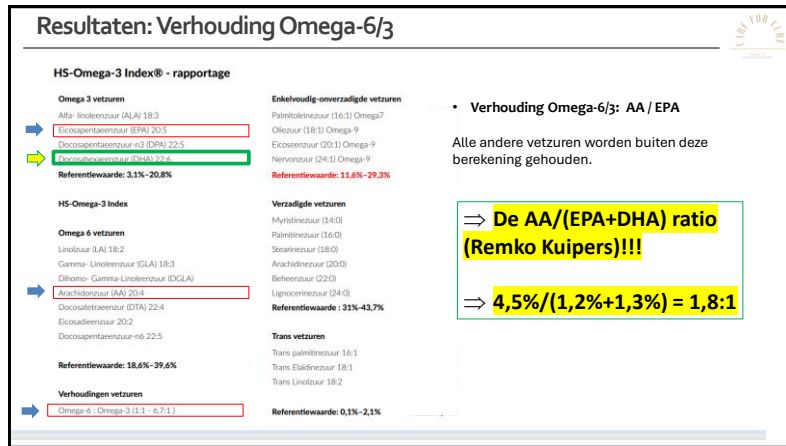 Resultaten: Verhouding Omega-6/3
CARE FOR CURE
HS-Omega-3 Index® - rapportage
Omega 3 vetzuren
Alfa- linoleenzuur (ALA) 18:3
Eicosapentaeenzuur (EPA) 20:5
Docosapentaeenzuur-n3 (DPA) 22:5
Docosahexaeenzuur (DHA) 22:6
Referentiewaarde: 3,1%-20,8%
HS-Omega-3 Index
Omega 6 vetzuren
Linolzuur (LA) 18:2
Gamma- Linoleenzuur (GLA) 18:3
Dihomo- Gamma-Linoleenzuur (DGLA)
Arachidonzuur (AA) 20:4
Docosatetraeenzur (DTA) 22:4
Eicosadieenzuur 20:2
Docosapentaeenzuur-n6 22:5
Referentiewaarde: 18,6%-39,6%
Verhoudingen vetzuren
Omega-6 : Omega-3 (1:1 - 6,7:1 )
Enkelvoudig-onverzadigde vetzuren
Palmitoleinezuur (16:1) Omega7
Oliezuur (18:1) Omega-9
Eicoseenzuur (20:1) Omega-9
Nervonzuur (24:1) Omega-9
Referentiewaarde: 11,6%-29,3%
Verzadigde vetzuren
Myristinezuur (14:0)
Palmitinezuur (16:0)
Stearinezuur (18:0)
Arachidinezuur (20:0)
Beheenzuur (22:0)
Lignocerinezuur (24:0)
Referentiewaarde : 31%-43,7%
Trans vetzuren
Trans palmitinezuur 16:1
Trans Elaidinezuur 18:1
Trans Linolzuur 18:2
Referentiewaarde: 0,1%-2,1%
• Verhouding Omega-6/3: AA / EPA
Alle andere vetzuren worden buiten deze
berekening gehouden.
⇒ De AA/(EPA+DHA) ratio
(Remko Kuipers)!!!
⇒ 4,5%/(1,2%+1,3%) = 1,8:1